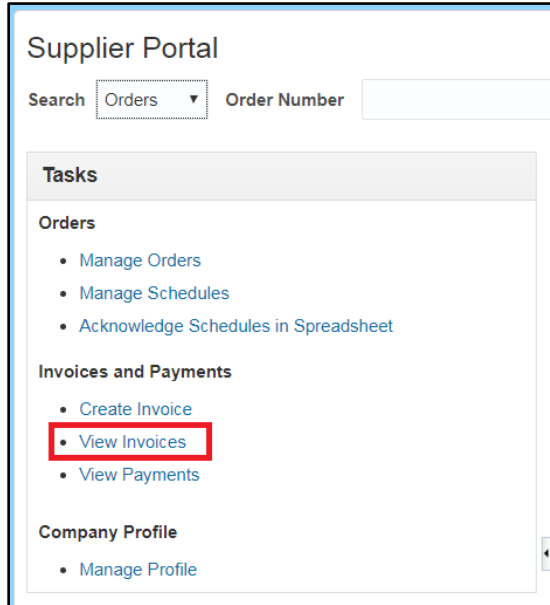 Supplier Portal
Search Orders Order Number
Tasks
Orders
Manage Orders
Manage Schedules
Acknowledge Schedules in Spreadsheet
Invoices and Payments
Create Invoice
View Invoices
View Payments
Company Profile
Manage Profile